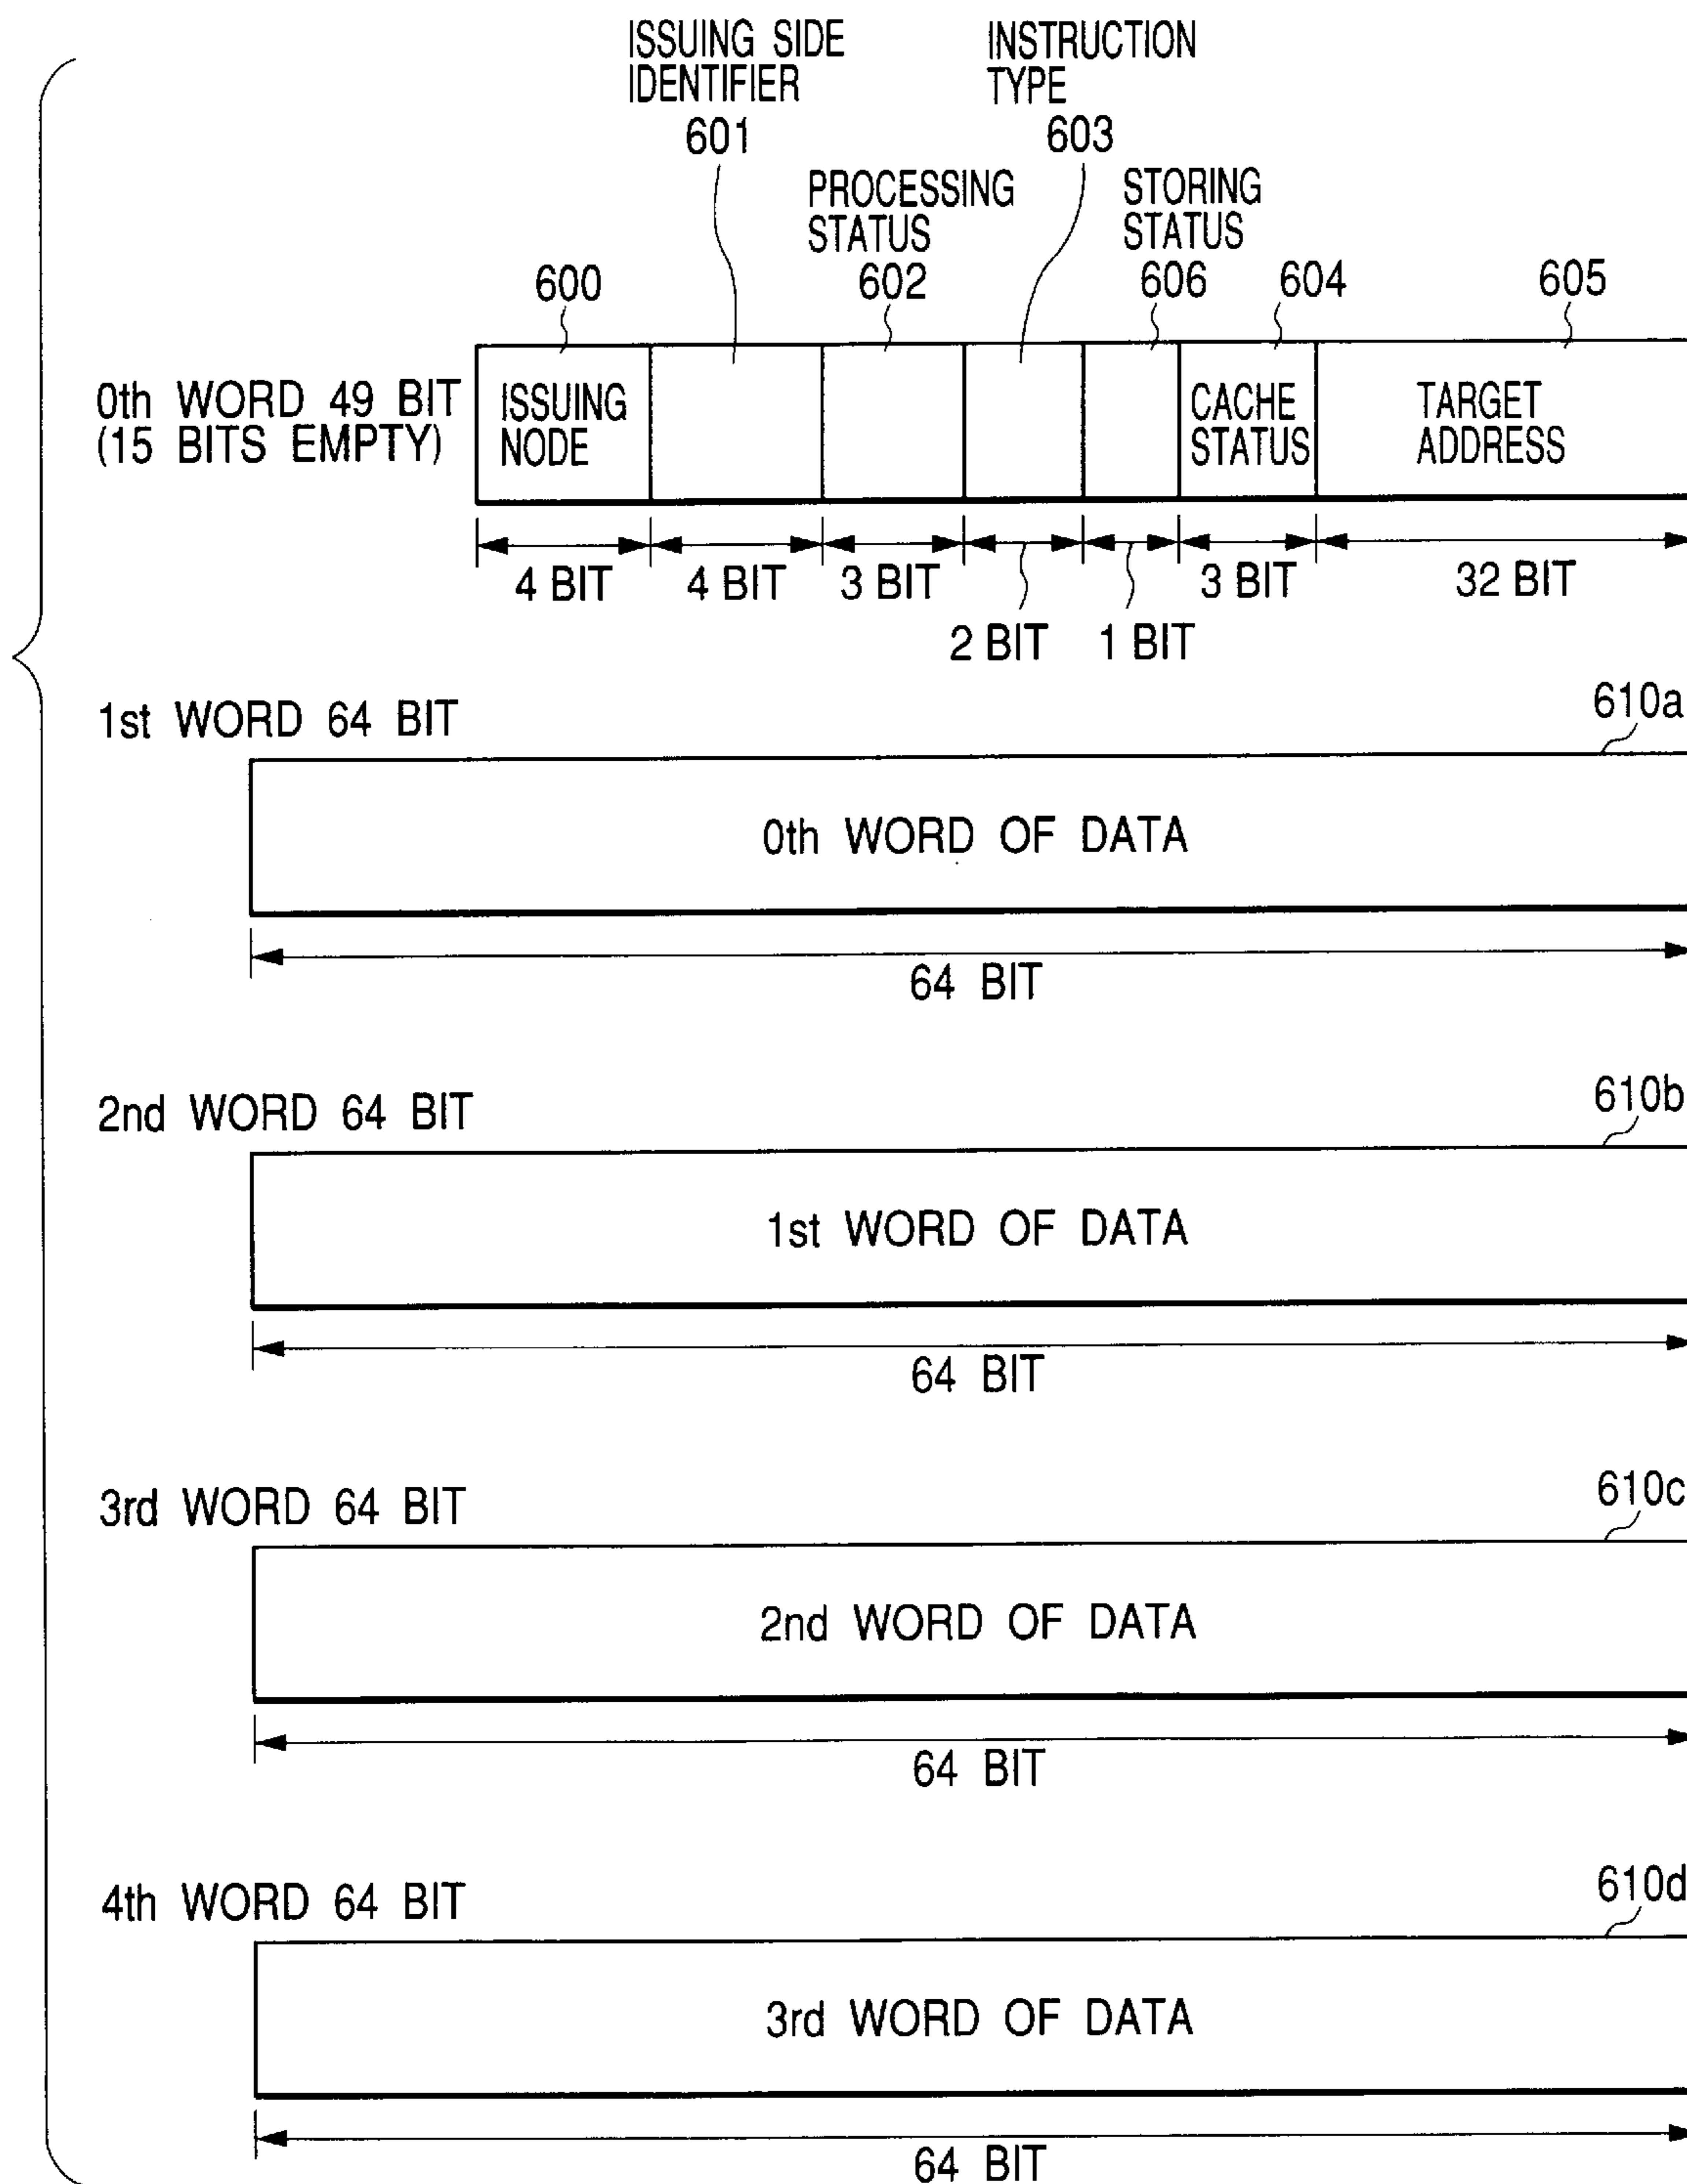 ISSUING SIDE
IDENTIFIER
601
INSTRUCTION
TYPE
603
PROCESSING
STATUS
602
STORING
STATUS
606
600
604
605
0th WORD 49 BIT
(15 BITS EMPTY)
ISSUING
NODE
CACHE
STATUS
TARGET
ADDRESS
4 BIT
4 BIT
3 BIT
2 BIT
1 BIT
3 BIT
32 BIT
1st WORD 64 BIT
610a
0th WORD OF DATA
64 BIT
2nd WORD 64 BIT
610b
1st WORD OF DATA
64 BIT
3rd WORD 64 BIT
610c
2nd WORD OF DATA
64 BIT
4th WORD 64 BIT
610d
3rd WORD OF DATA
64 BIT